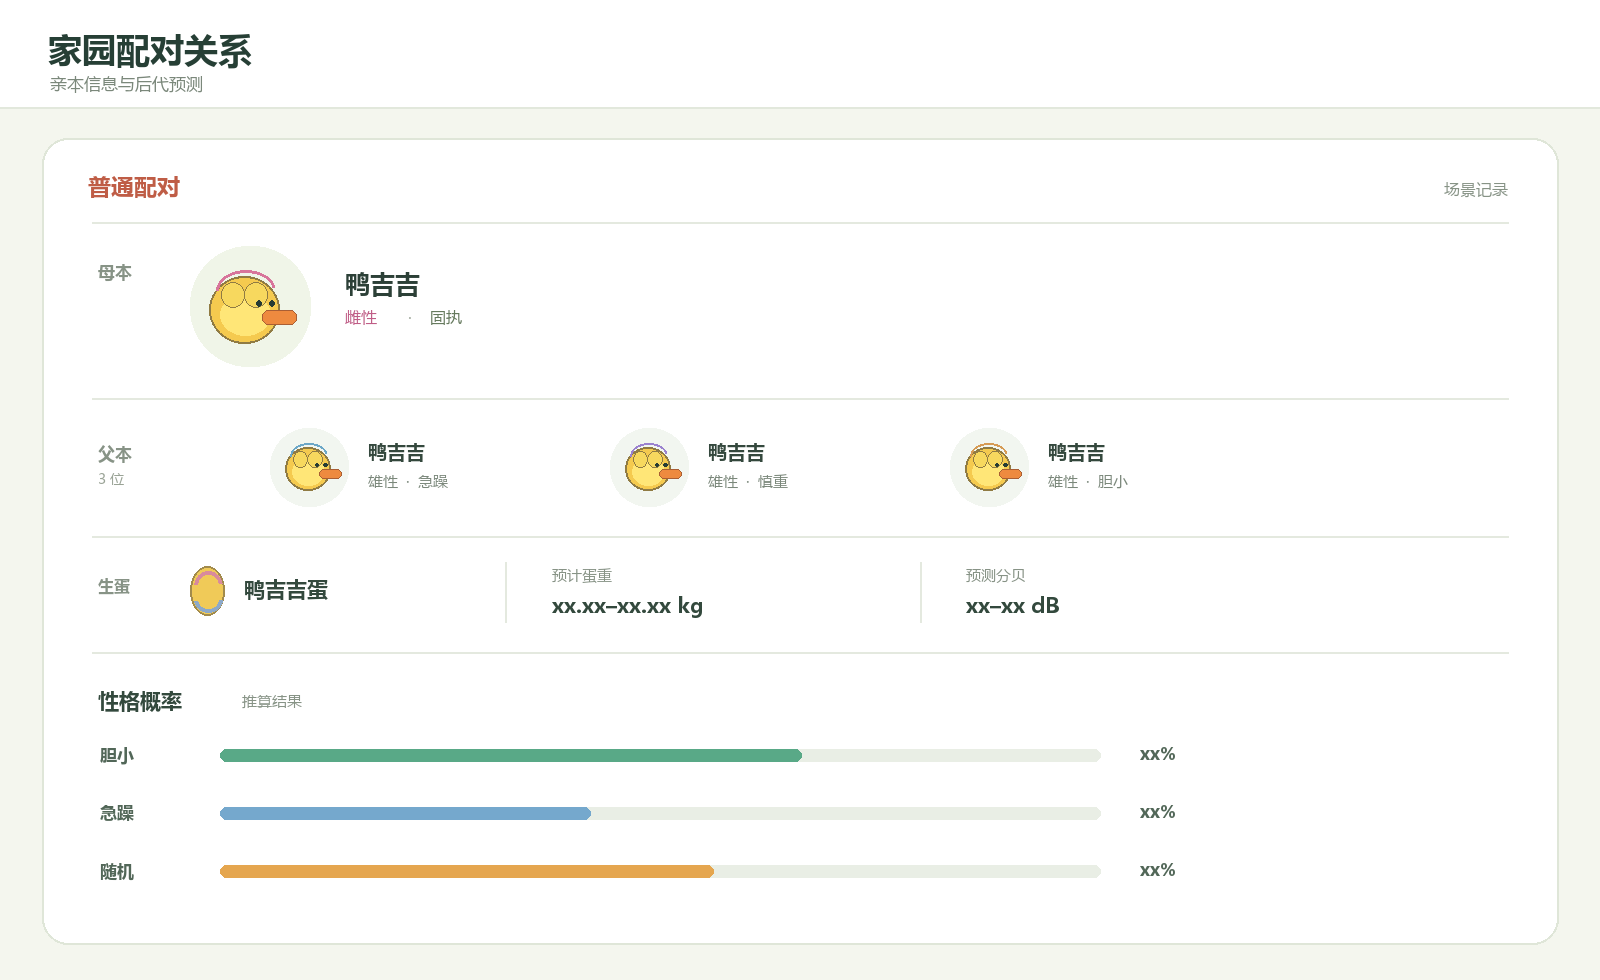 家园配对关系
亲本信息与后代预测
普通配对
场景记录
母本
鸭吉吉
雌性 · 固执
父本
3 位
鸭吉吉
雄性 · 急躁
鸭吉吉
雄性 · 慎重
鸭吉吉
雄性 · 胆小
生蛋
鸭吉吉蛋
预计蛋重
xx.xx–xx.xx kg
预测分贝
xx–xx dB
性格概率
推算结果
胆小 xx%
急躁 xx%
随机 xx%